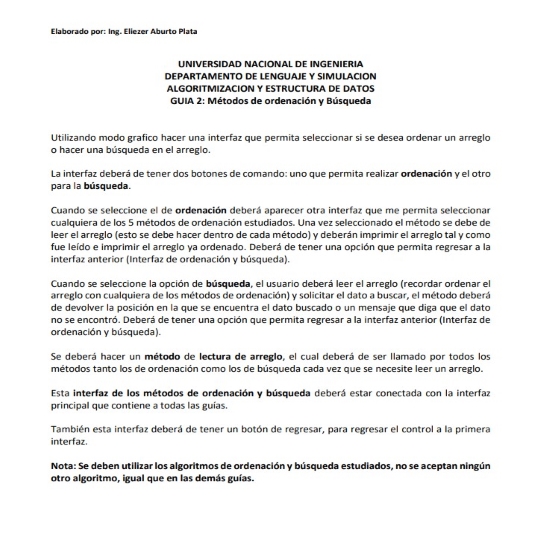 Elaborado por: Ing. Eliezer Aburto Plata
UNIVERSIDAD NACIONAL DE INGENIERIA
DEPARTAMENTO DE LENGUAJE Y SIMULACION
ALGORITMIZACION Y ESTRUCTURA DE DATOS
GUIA 2: Métodos de ordenación y Búsqueda
Utilizando modo grafico hacer una interfaz que permita seleccionar si se desea ordenar un arreglo
o hacer una búsqueda en el arreglo.
La interfaz deberá de tener dos botones de comando: uno que permita realizar ordenación y el otro
para la búsqueda.
Cuando se seleccione el de ordenación deberá aparecer otra interfaz que me permita seleccionar
cualquiera de los 5 métodos de ordenación estudiados. Una vez seleccionado el método se debe de
leer el arreglo (esto se debe hacer dentro de cada método) y deberán imprimir el arreglo tal y como
fue leído e imprimir el arreglo ya ordenado. Deberá de tener una opción que permita regresar a la
interfaz anterior (Interfaz de ordenación y búsqueda).
Cuando se seleccione la opción de búsqueda, el usuario deberá leer el arreglo (recordar ordenar el
arreglo con cualquiera de los métodos de ordenación) y solicitar el dato a buscar, el método deberá
de devolver la posición en la que se encuentra el dato buscado o un mensaje que diga que el dato
no se encontró. Deberá de tener una opción que permita regresar a la interfaz anterior (Interfaz de
ordenación y búsqueda).
Se deberá hacer un método de lectura de arreglo, el cual deberá de ser llamado por todos los
métodos tanto los de ordenación como los de búsqueda cada vez que se necesite leer un arreglo.
Esta interfaz de los métodos de ordenación y búsqueda deberá estar conectada con la interfaz
principal que contiene a todas las guías.
También esta interfaz deberá de tener un botón de regresar, para regresar el control a la primera
interfaz.
Nota: Se deben utilizar los algoritmos de ordenación y búsqueda estudiados, no se aceptan ningún
otro algoritmo, igual que en las demás guías.